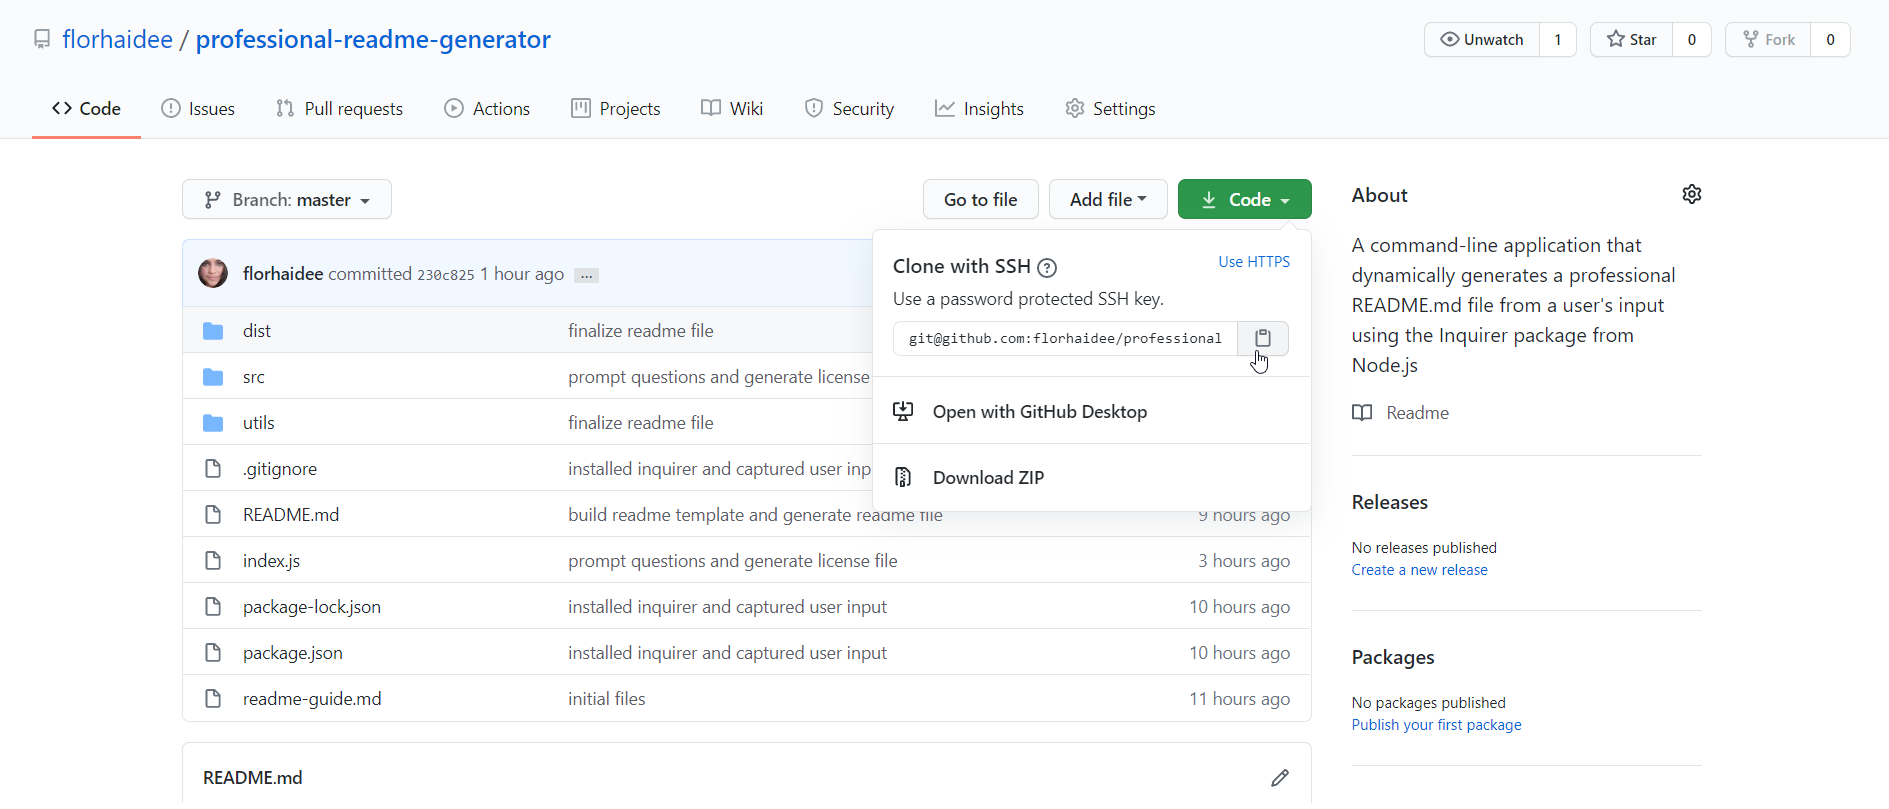 florhaidee / professional-readme-generator
Unwatch 1
Star 0
Fork 0
Code
Issues
Pull requests
Actions
Projects
Wiki
Security
Insights
Settings
Branch: master
Go to file
Add file
Code
florhaidee committed 230c825 1 hour ago ...
Clone with SSH
Use HTTPS
Use a password protected SSH key.
git@github.com:florhaidee/professional
Open with GitHub Desktop
Download ZIP
dist finalize readme file
src prompt questions and generate license
utils finalize readme file
.gitignore installed inquirer and captured user inp
README.md build readme template and generate readme file 9 hours ago
index.js prompt questions and generate license file 3 hours ago
package-lock.json installed inquirer and captured user input 10 hours ago
package.json installed inquirer and captured user input 10 hours ago
readme-guide.md initial files 11 hours ago
README.md
About
A command-line application that
dynamically generates a professional
README.md file from a user's input
using the Inquirer package from
Node.js
Readme
Releases
No releases published
Create a new release
Packages
No packages published
Publish your first package